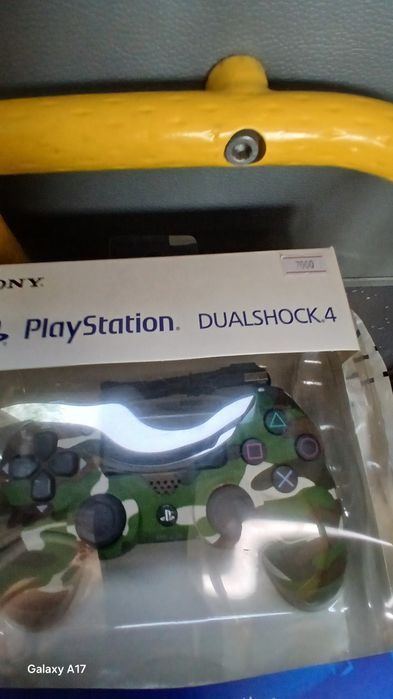 ONY
7000
PlayStation® DUALSHOCK®4
Galaxy A17